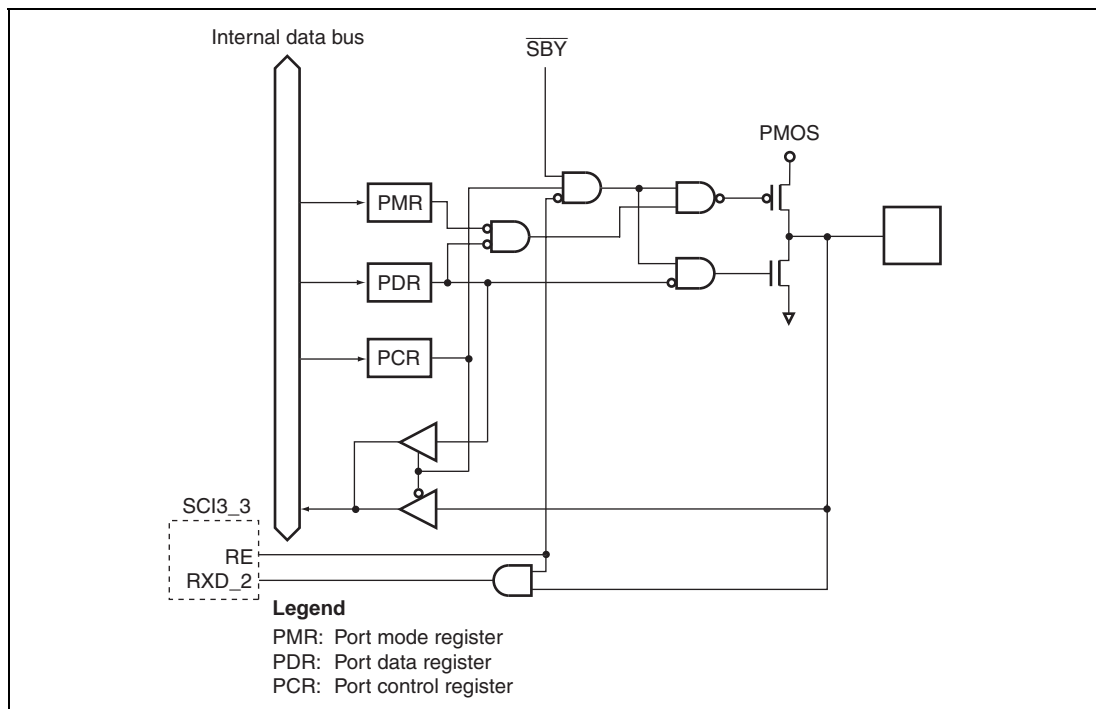 Internal data bus
SBY
PMOS
PMR
PDR
PCR
SCI3_3
RE
RXD_2
Legend
PMR: Port mode register
PDR: Port data register
PCR: Port control register